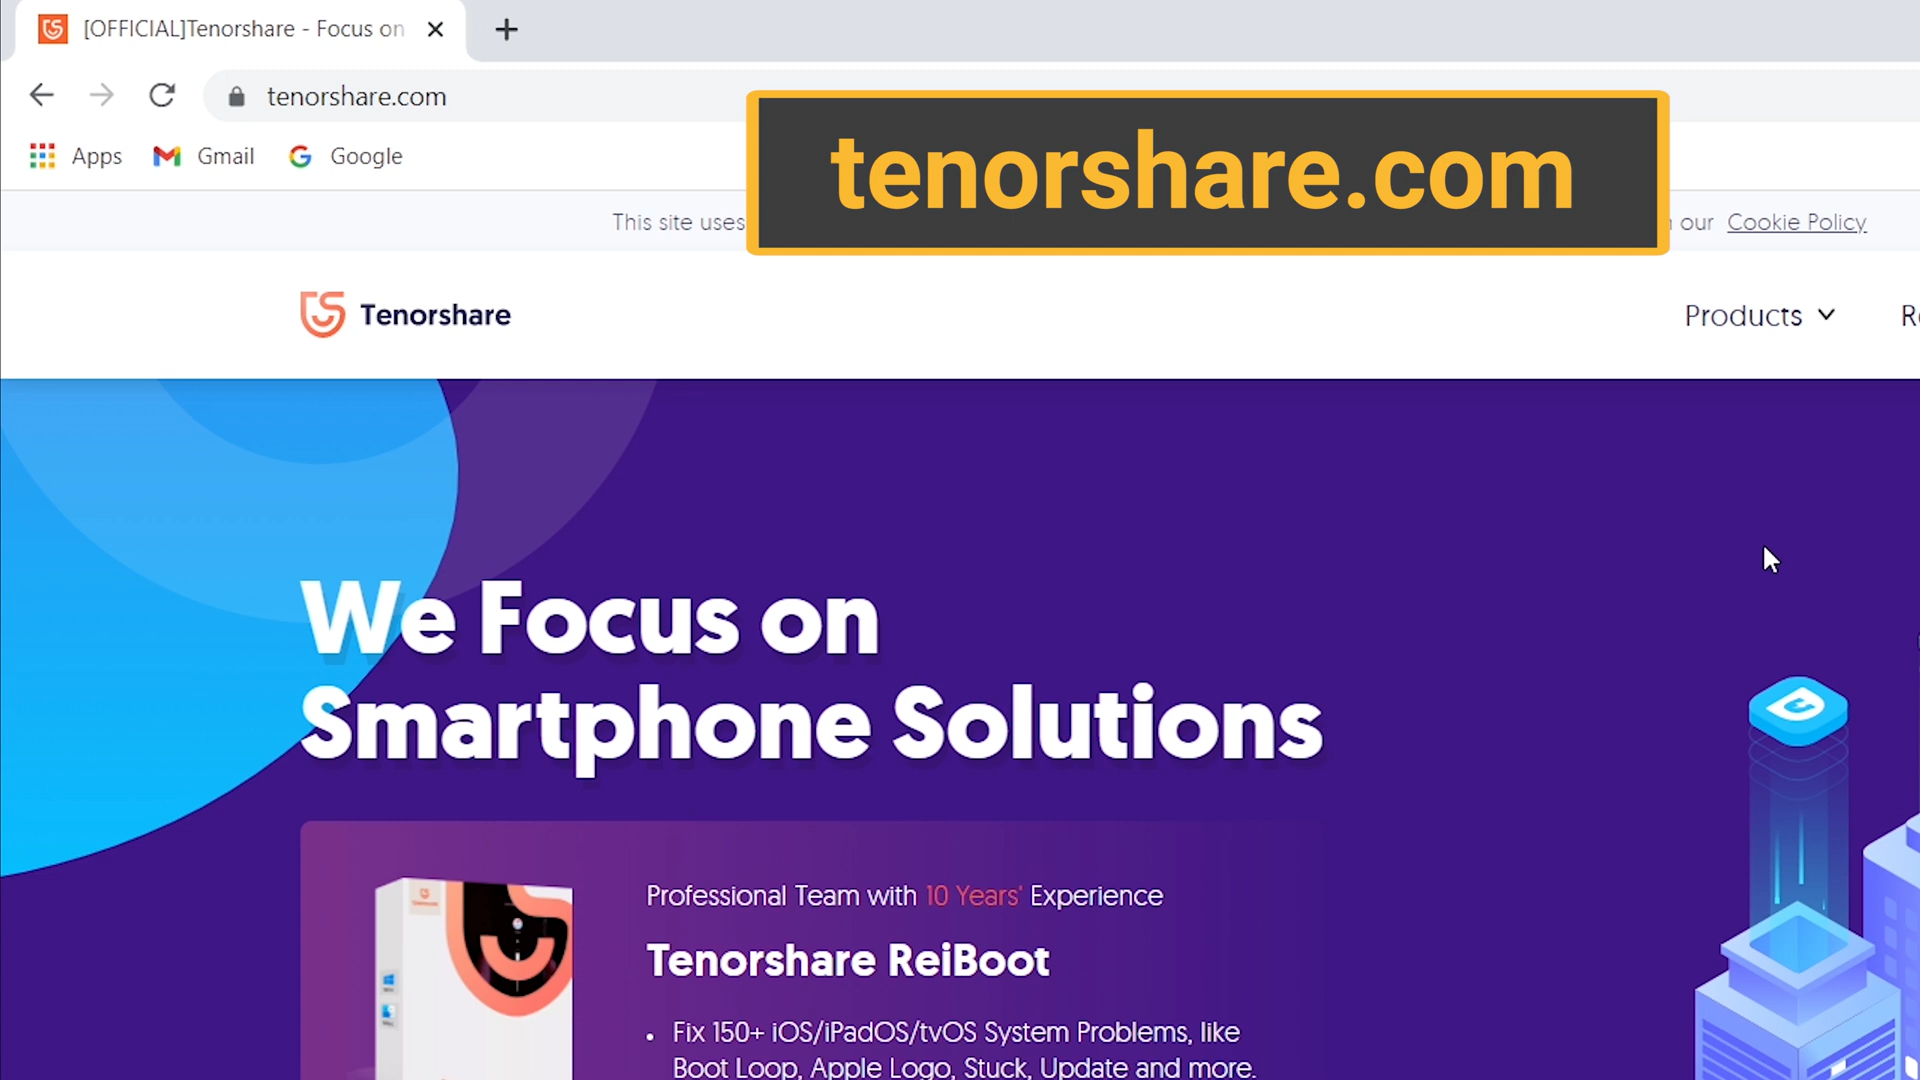 [OFFICIAL]Tenorshare - Focus on
tenorshare.com
Apps Gmail Google
tenorshare.com
This site uses our Cookie Policy
Tenorshare
Products
We Focus on
Smartphone Solutions
Professional Team with 10 Years' Experience
Tenorshare ReiBoot
• Fix 150+ iOS/iPadOS/tvOS System Problems, like
Boot Loop, Apple Logo, Stuck, Update and more.